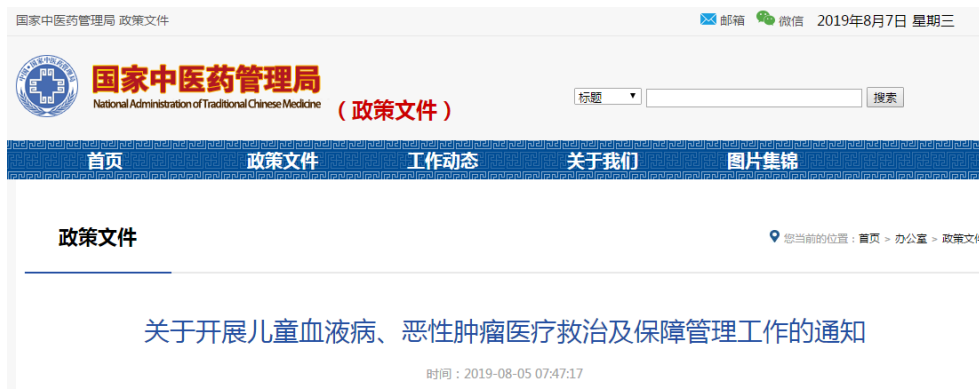 国家中医药管理局 政策文件
邮箱 微信 2019年8月7日 星期三
国家中医药管理局
National Administration of Traditional Chinese Medicine
（政策文件）
标题 搜索
首页 政策文件 工作动态 关于我们 图片集锦
政策文件
您当前的位置：首页 > 办公室 > 政策文件
关于开展儿童血液病、恶性肿瘤医疗救治及保障管理工作的通知
时间：2019-08-05 07:47:17